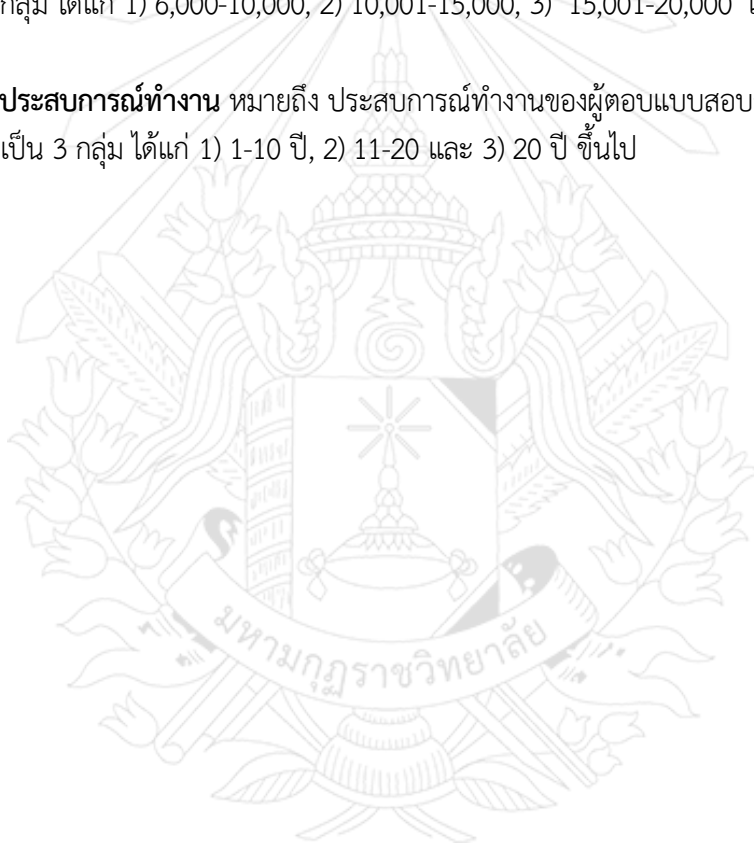 กลุ่ม ได้แก่ 1) 6,000-10,000, 2) 10,001-15,000, 3) 15,001-20,000
ประสบการณ์ทำงาน หมายถึง ประสบการณ์ทำงานของผู้ตอบแบบสอบ
เป็น 3 กลุ่ม ได้แก่ 1) 1-10 ปี, 2) 11-20 และ 3) 20 ปี ขึ้นไป
มหามกุฏราชวิทยาลัย